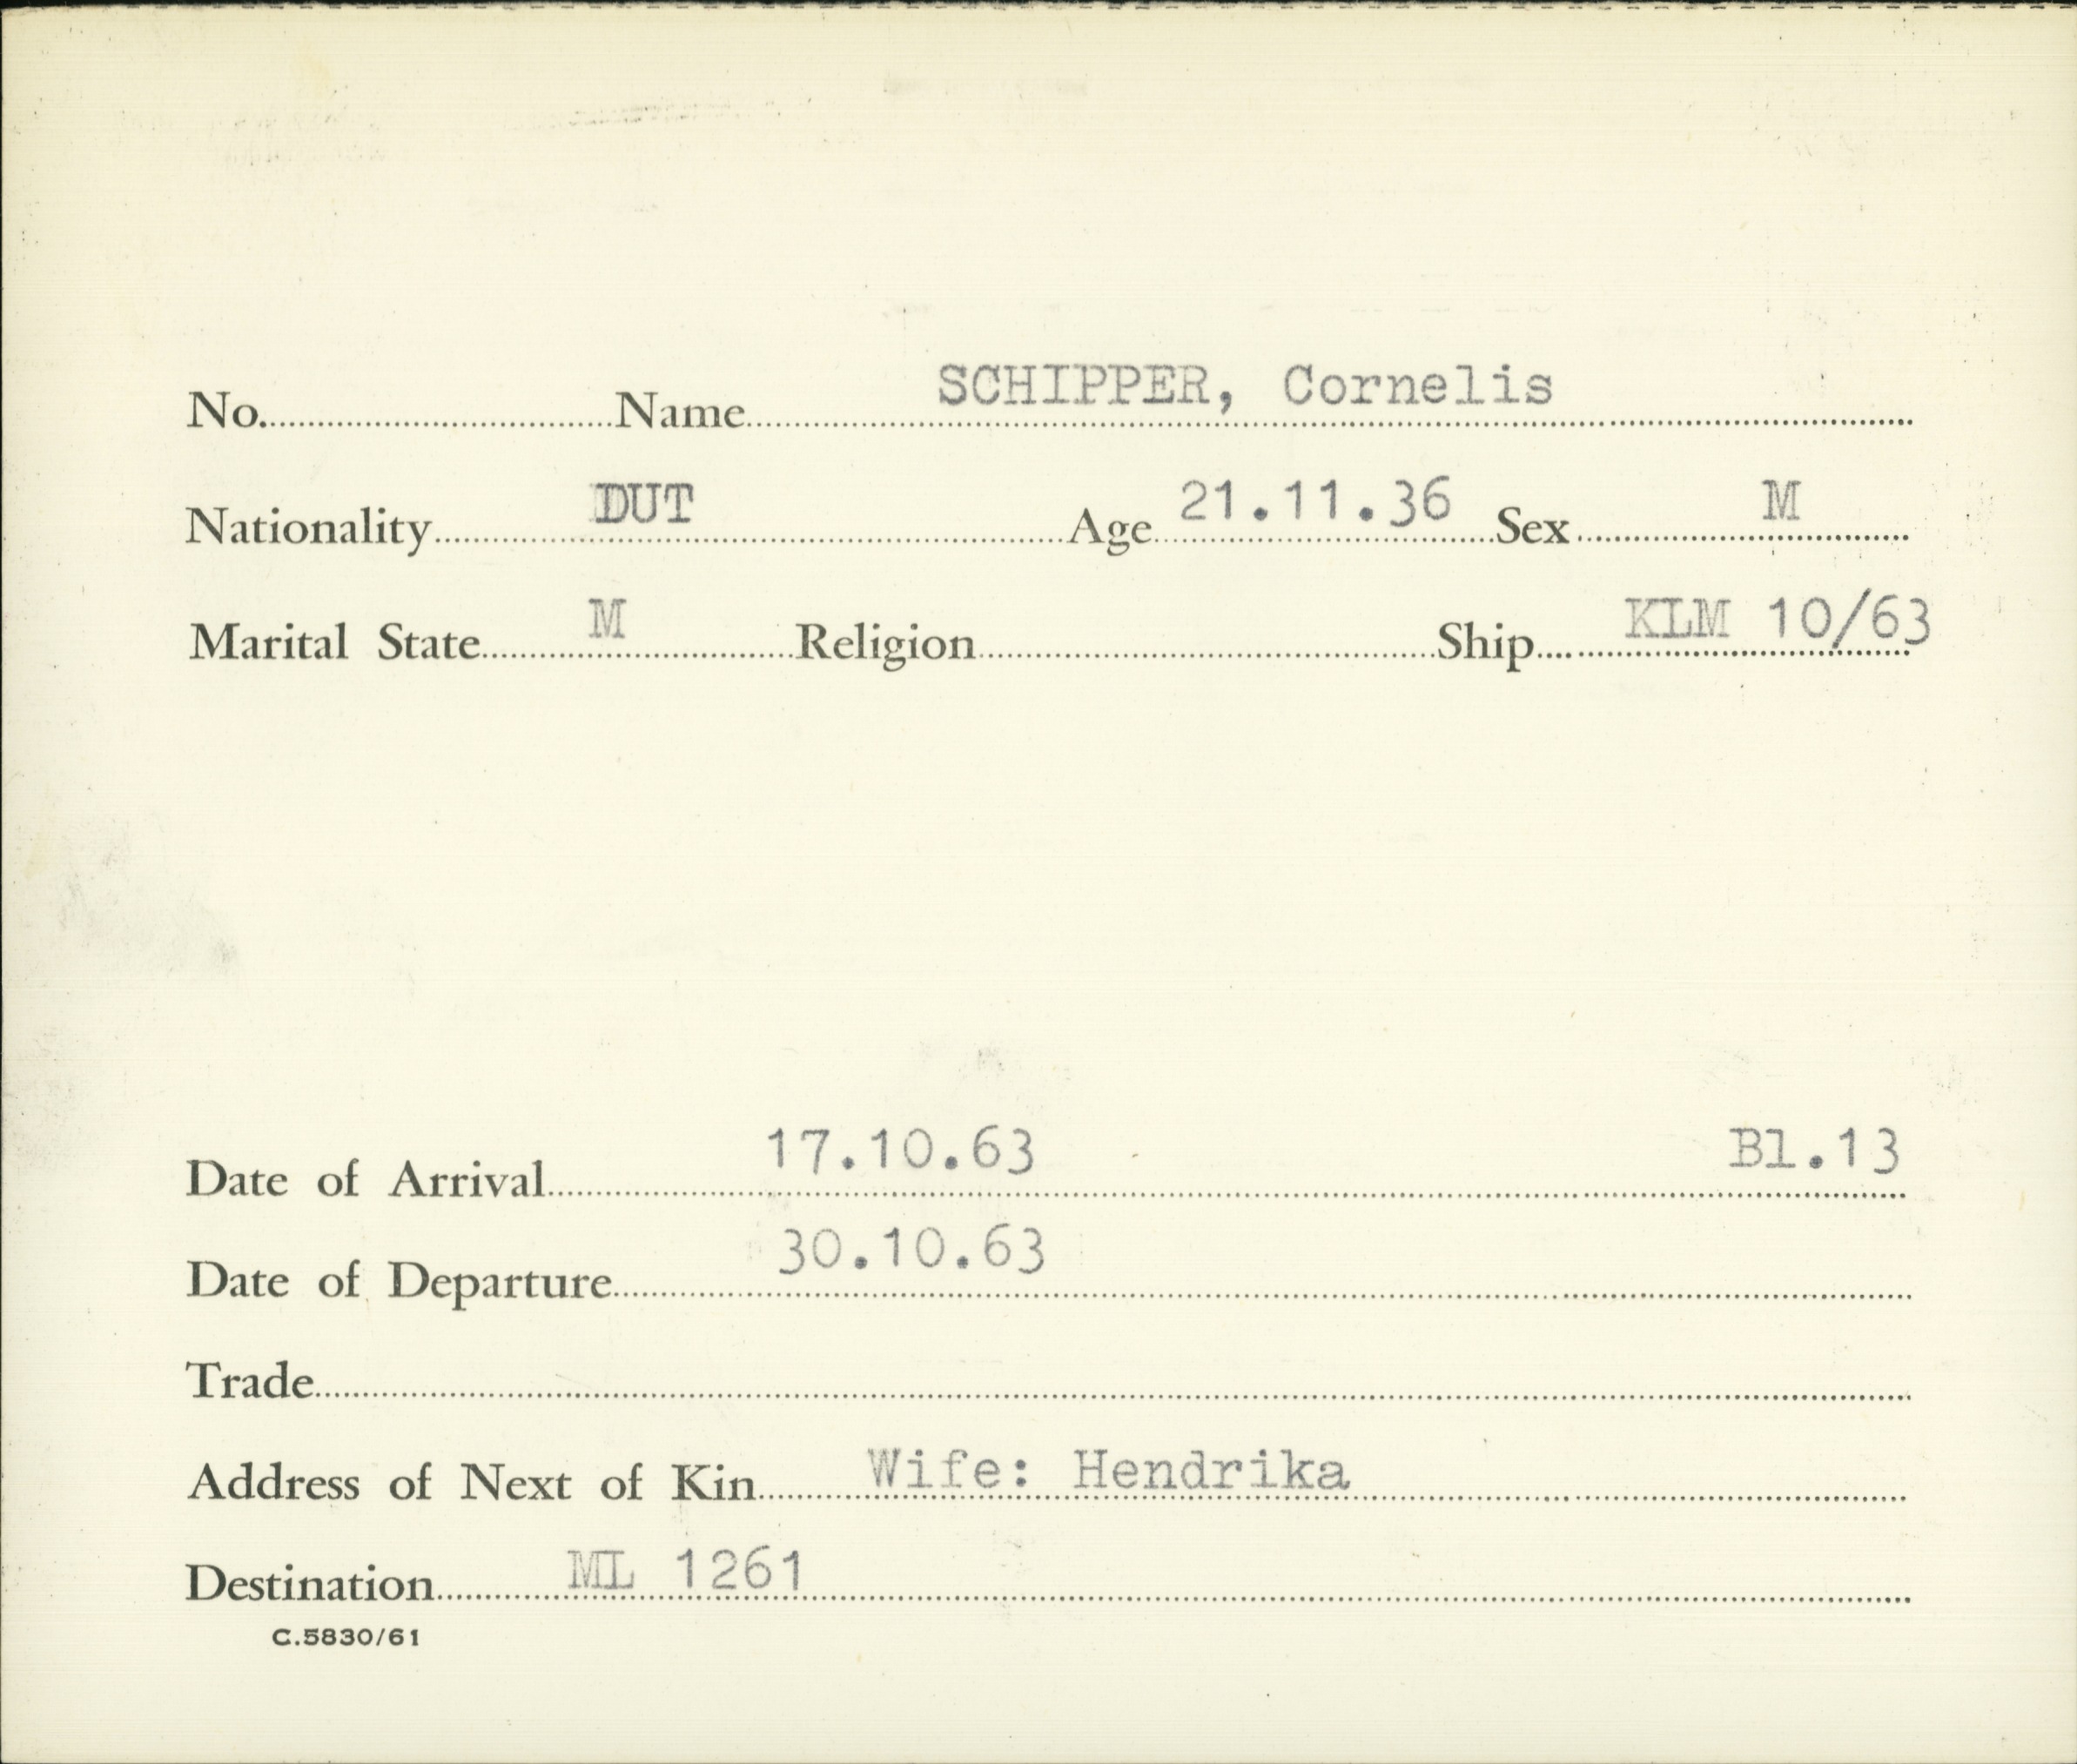 No. Name SCHIPPER, Cornelis
Nationality DUT Age 21.11.36 Sex M
Marital State M Religion Ship KLM 10/63
Date of Arrival 17.10.63 Bl.13
Date of Departure 30.10.63
Trade
Address of Next of Kin Wife: Hendrika
Destination ML 1261
C.5830/61